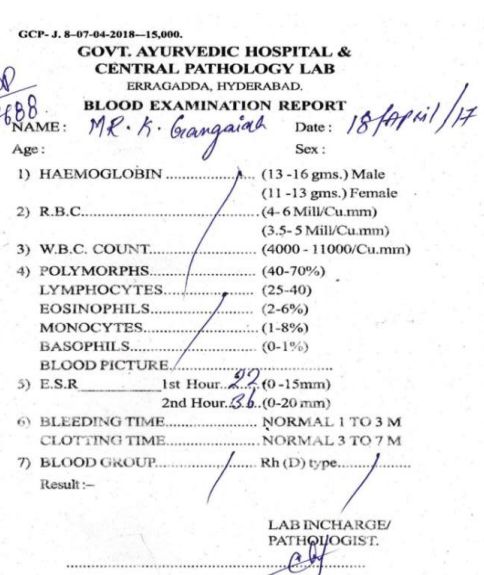 GCP- J. 8–07-04-2018—15,000.
GOVT. AYURVEDIC HOSPITAL &
CENTRAL PATHOLOGY LAB
ERRAGADDA, HYDERABAD.
BLOOD EXAMINATION REPORT
NAME : MR. K. Gangaiah Date : 18/April/17
Age : Sex :
1) HAEMOGLOBIN .................... (13 -16 gms.) Male
(11 -13 gms.) Female
2) R.B.C........................................ (4- 6 Mill/Cu.mm)
(3.5- 5 Mill/Cu.mm)
3) W.B.C. COUNT........................ (4000 - 11000/Cu.mm)
4) POLYMORPHS........................ (40-70%)
LYMPHOCYTES........................ (25-40)
EOSINOPHILS........................ (2-6%)
MONOCYTES........................ (1-8%)
BASOPHILS........................ (0-1%)
BLOOD PICTURE........................
5) E.S.R__________1st Hour..22..(0 -15mm)
2nd Hour..36..(0-20 mm)
6) BLEEDING TIME.................... NORMAL 1 TO 3 M
CLOTTING TIME.................... NORMAL 3 TO 7 M
7) BLOOD GROUP.................... Rh (D) type................
Result :–
LAB INCHARGE/
PATHOLOGIST.